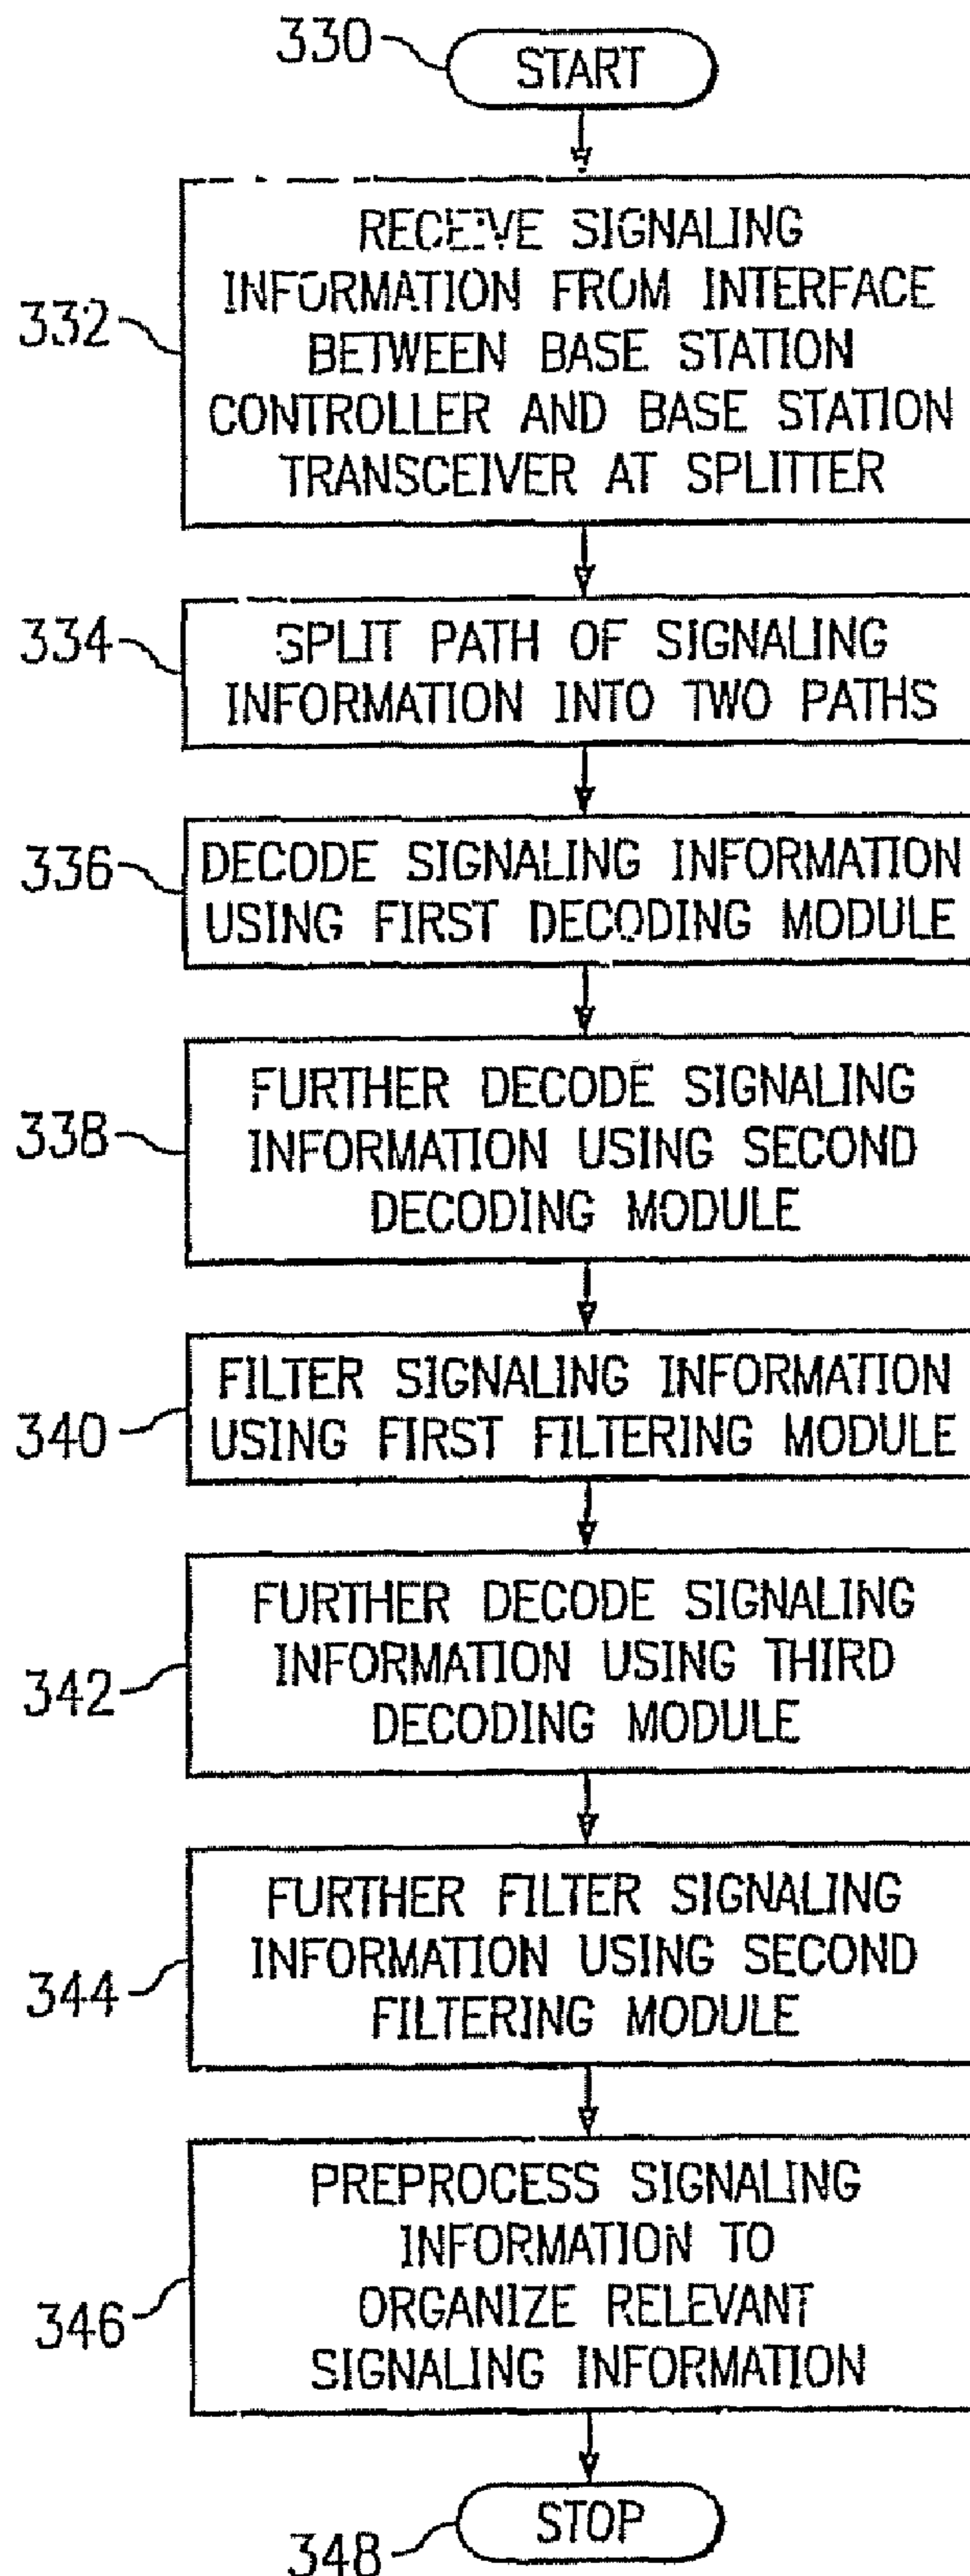 330
START
332
RECEIVE SIGNALING
INFORMATION FROM INTERFACE
BETWEEN BASE STATION
CONTROLLER AND BASE STATION
TRANSCEIVER AT SPLITTER
334
SPLIT PATH OF SIGNALING
INFORMATION INTO TWO PATHS
336
DECODE SIGNALING INFORMATION
USING FIRST DECODING MODULE
338
FURTHER DECODE SIGNALING
INFORMATION USING SECOND
DECODING MODULE
340
FILTER SIGNALING INFORMATION
USING FIRST FILTERING MODULE
342
FURTHER DECODE SIGNALING
INFORMATION USING THIRD
DECODING MODULE
344
FURTHER FILTER SIGNALING
INFORMATION USING SECOND
FILTERING MODULE
346
PREPROCESS SIGNALING
INFORMATION TO
ORGANIZE RELEVANT
SIGNALING INFORMATION
348
STOP